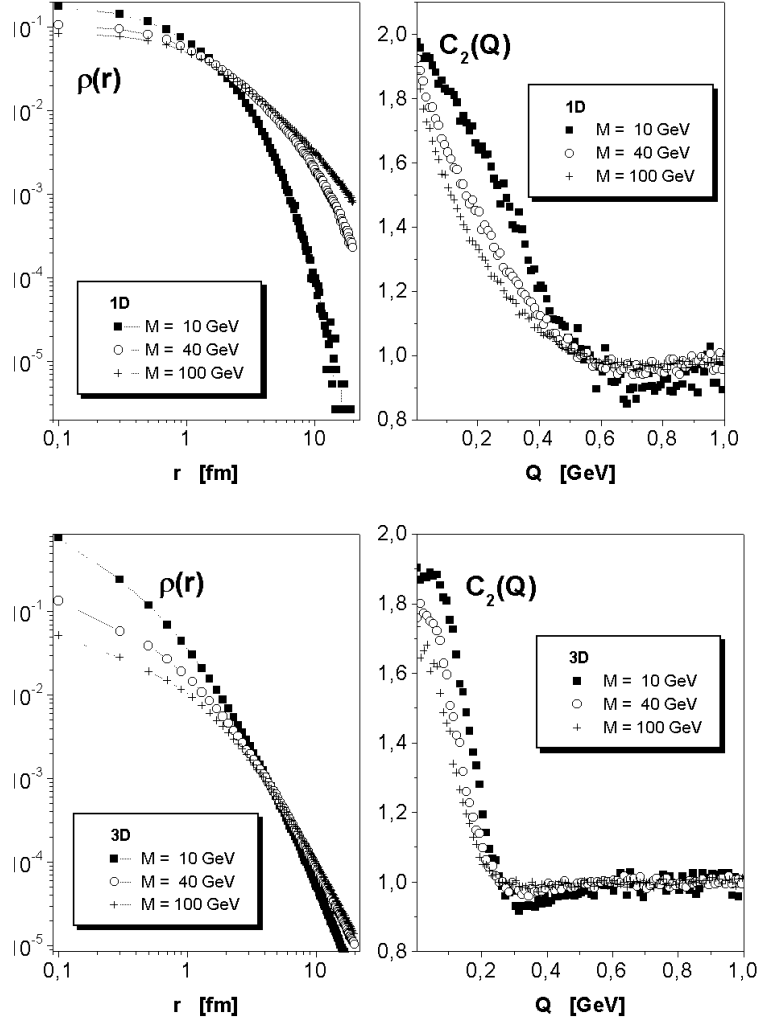 10⁻¹
10⁻²
10⁻³
10⁻⁴
10⁻⁵
ρ(r)
1D
M = 10 GeV
M = 40 GeV
M = 100 GeV
0,1
1
10
r [fm]
2,0
1,8
1,6
1,4
1,2
1,0
0,8
C₂(Q)
1D
M = 10 GeV
M = 40 GeV
M = 100 GeV
0,2
0,4
0,6
0,8
1,0
Q [GeV]
10⁻¹
10⁻²
10⁻³
10⁻⁴
10⁻⁵
ρ(r)
3D
M = 10 GeV
M = 40 GeV
M = 100 GeV
0,1
1
10
r [fm]
2,0
1,8
1,6
1,4
1,2
1,0
0,8
C₂(Q)
3D
M = 10 GeV
M = 40 GeV
M = 100 GeV
0,2
0,4
0,6
0,8
1,0
Q [GeV]